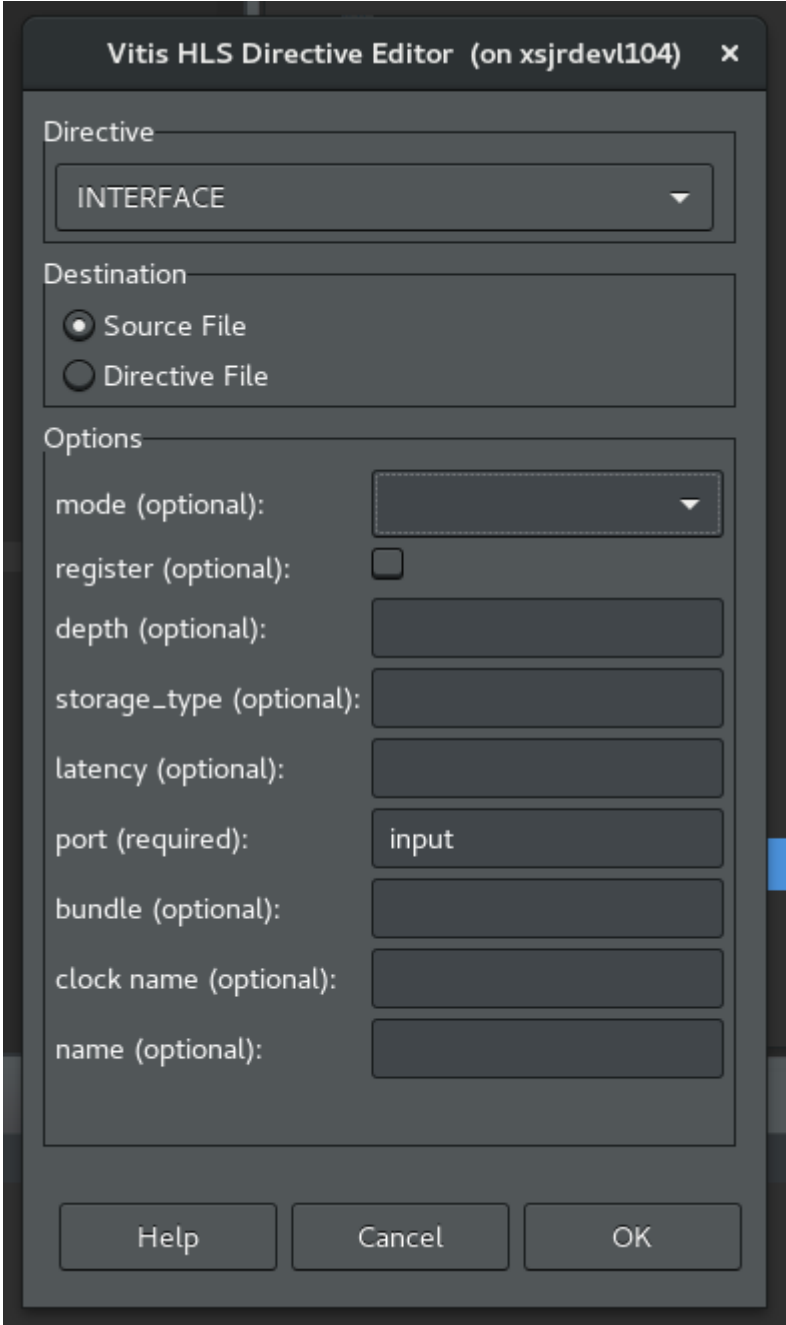 Vitis HLS Directive Editor (on xsjrdevl104)
Directive
INTERFACE
Destination
Source File
Directive File
Options
mode (optional):
register (optional):
depth (optional):
storage_type (optional):
latency (optional):
port (required): input
bundle (optional):
clock name (optional):
name (optional):
Help Cancel OK